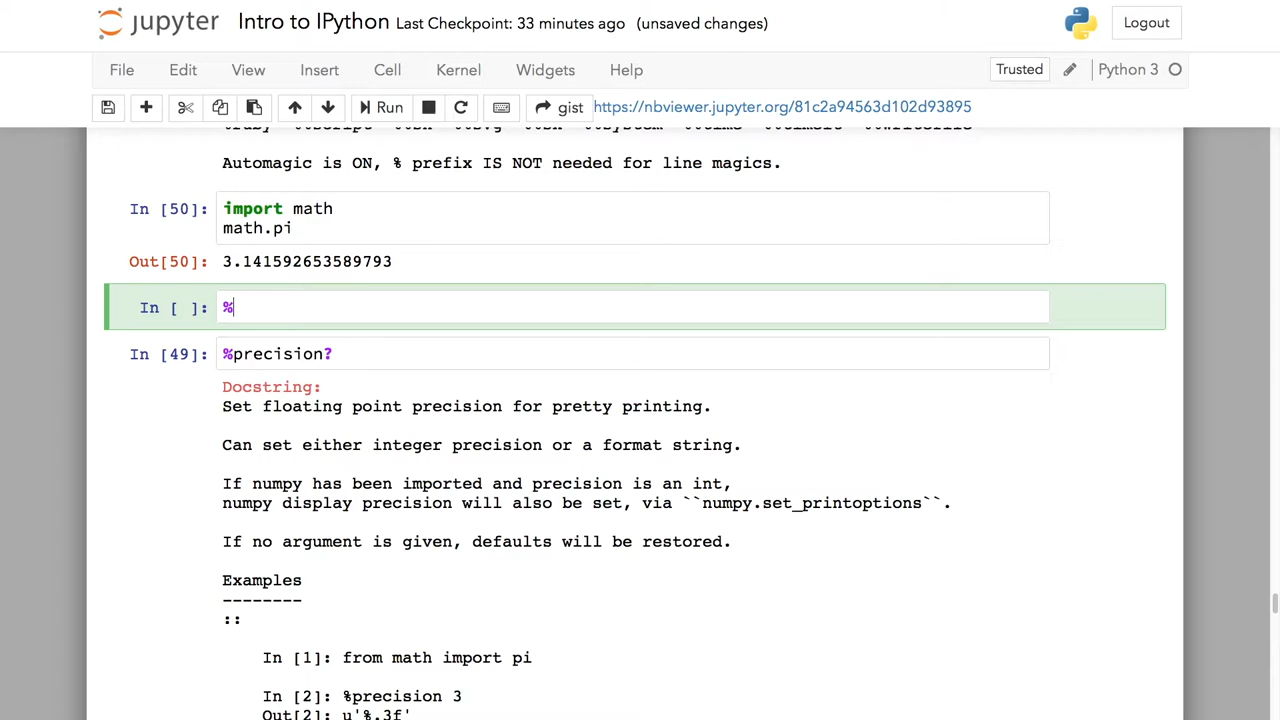 jupyter Intro to IPython Last Checkpoint: 33 minutes ago (unsaved changes) Logout
File Edit View Insert Cell Kernel Widgets Help Trusted Python 3
Run gist https://nbviewer.jupyter.org/81c2a94563d102d93895
Automagic is ON, % prefix IS NOT needed for line magics.
In [50]: import math
math.pi
Out[50]: 3.141592653589793
In [ ]: %
In [49]: %precision?
Docstring:
Set floating point precision for pretty printing.
Can set either integer precision or a format string.
If numpy has been imported and precision is an int,
numpy display precision will also be set, via ``numpy.set_printoptions``.
If no argument is given, defaults will be restored.
Examples
--------
::
In [1]: from math import pi
In [2]: %precision 3
Out[2]: u'%.3f'